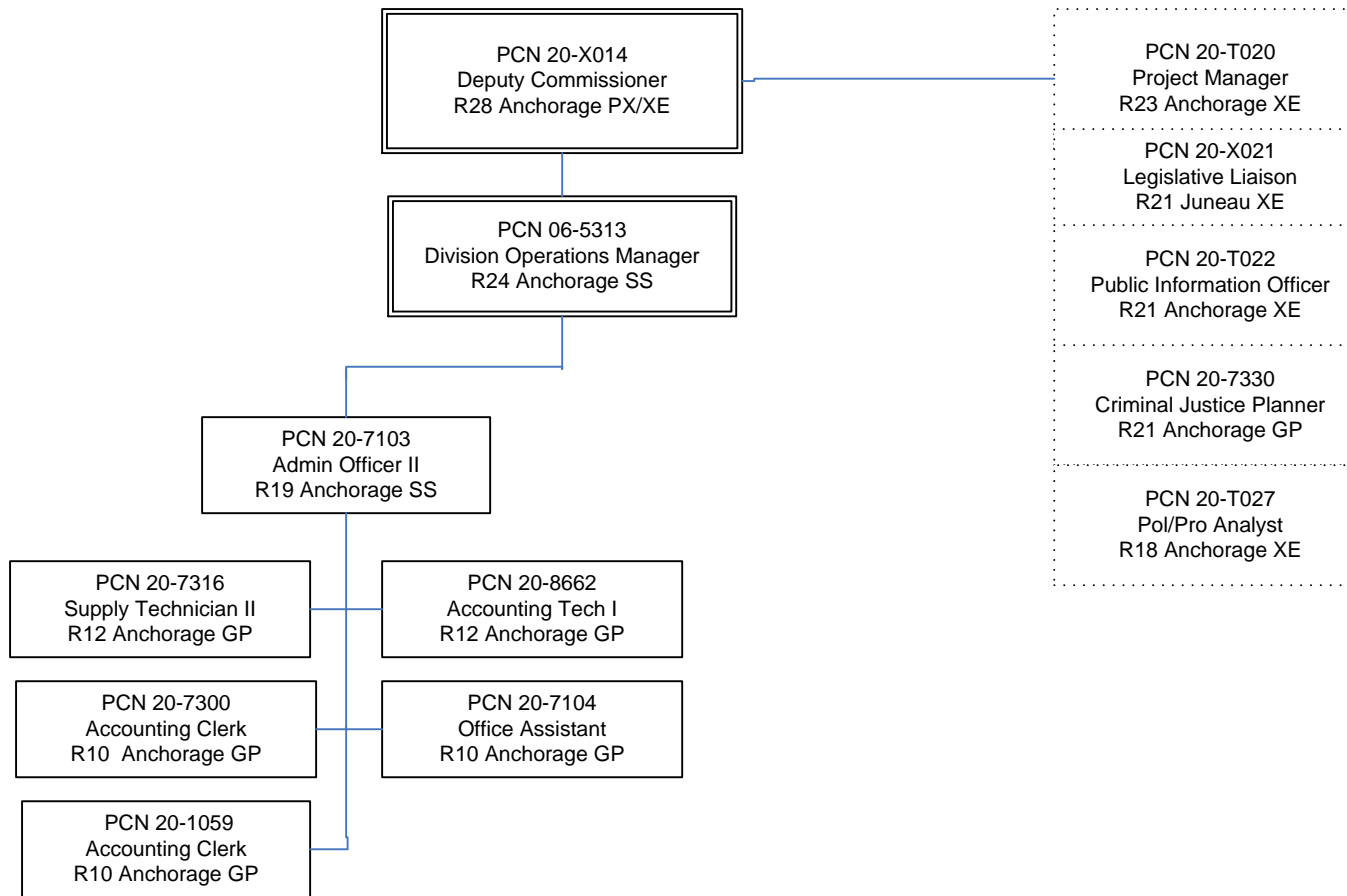 PCN 20-X014
Deputy Commissioner
R28 Anchorage PX/XE
PCN 06-5313
Division Operations Manager
R24 Anchorage SS
PCN 20-7103
Admin Officer II
R19 Anchorage SS
PCN 20-7316
Supply Technician II
R12 Anchorage GP
PCN 20-8662
Accounting Tech I
R12 Anchorage GP
PCN 20-7300
Accounting Clerk
R10  Anchorage GP
PCN 20-7104
Office Assistant
R10 Anchorage GP
PCN 20-1059
Accounting Clerk
R10 Anchorage GP
PCN 20-T020
Project Manager
R23 Anchorage XE
PCN 20-X021
Legislative Liaison
R21 Juneau XE
PCN 20-T022
Public Information Officer
R21 Anchorage XE
PCN 20-7330
Criminal Justice Planner
R21 Anchorage GP
PCN 20-T027
Pol/Pro Analyst
R18 Anchorage XE